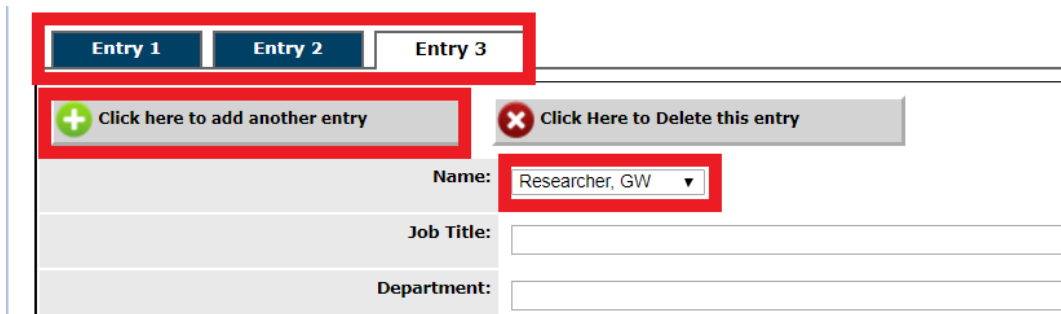 Entry 1 Entry 2 Entry 3
Click here to add another entry Click Here to Delete this entry
Name: Researcher, GW
Job Title:
Department: